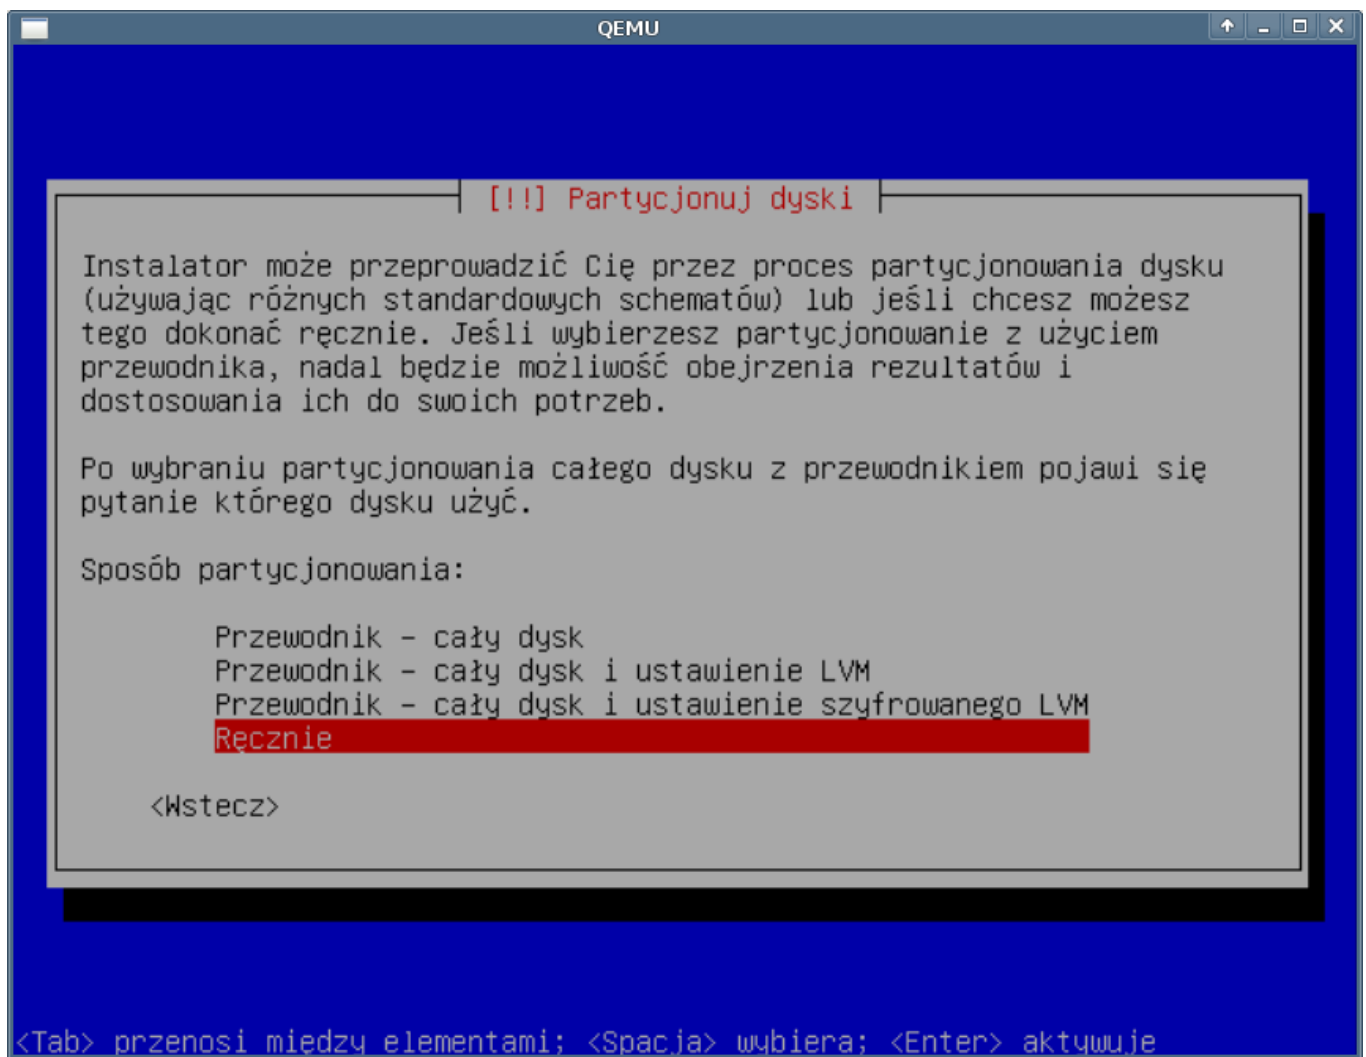 QEMU
[!!] Partycjonuj dyski
Instalator może przeprowadzić Cię przez proces partycjonowania dysku
(używając różnych standardowych schematów) lub jeśli chcesz możesz
tego dokonać ręcznie. Jeśli wybierzesz partycjonowanie z użyciem
przewodnika, nadal będzie możliwość obejrzenia rezultatów i
dostosowania ich do swoich potrzeb.
Po wybraniu partycjonowania całego dysku z przewodnikiem pojawi się
pytanie którego dysku użyć.
Sposób partycjonowania:
Przewodnik – cały dysk
Przewodnik – cały dysk i ustawienie LVM
Przewodnik – cały dysk i ustawienie szyfrowanego LVM
Ręcznie
<Wstecz>
<Tab> przenosi między elementami; <Spacja> wybiera; <Enter> aktywuje